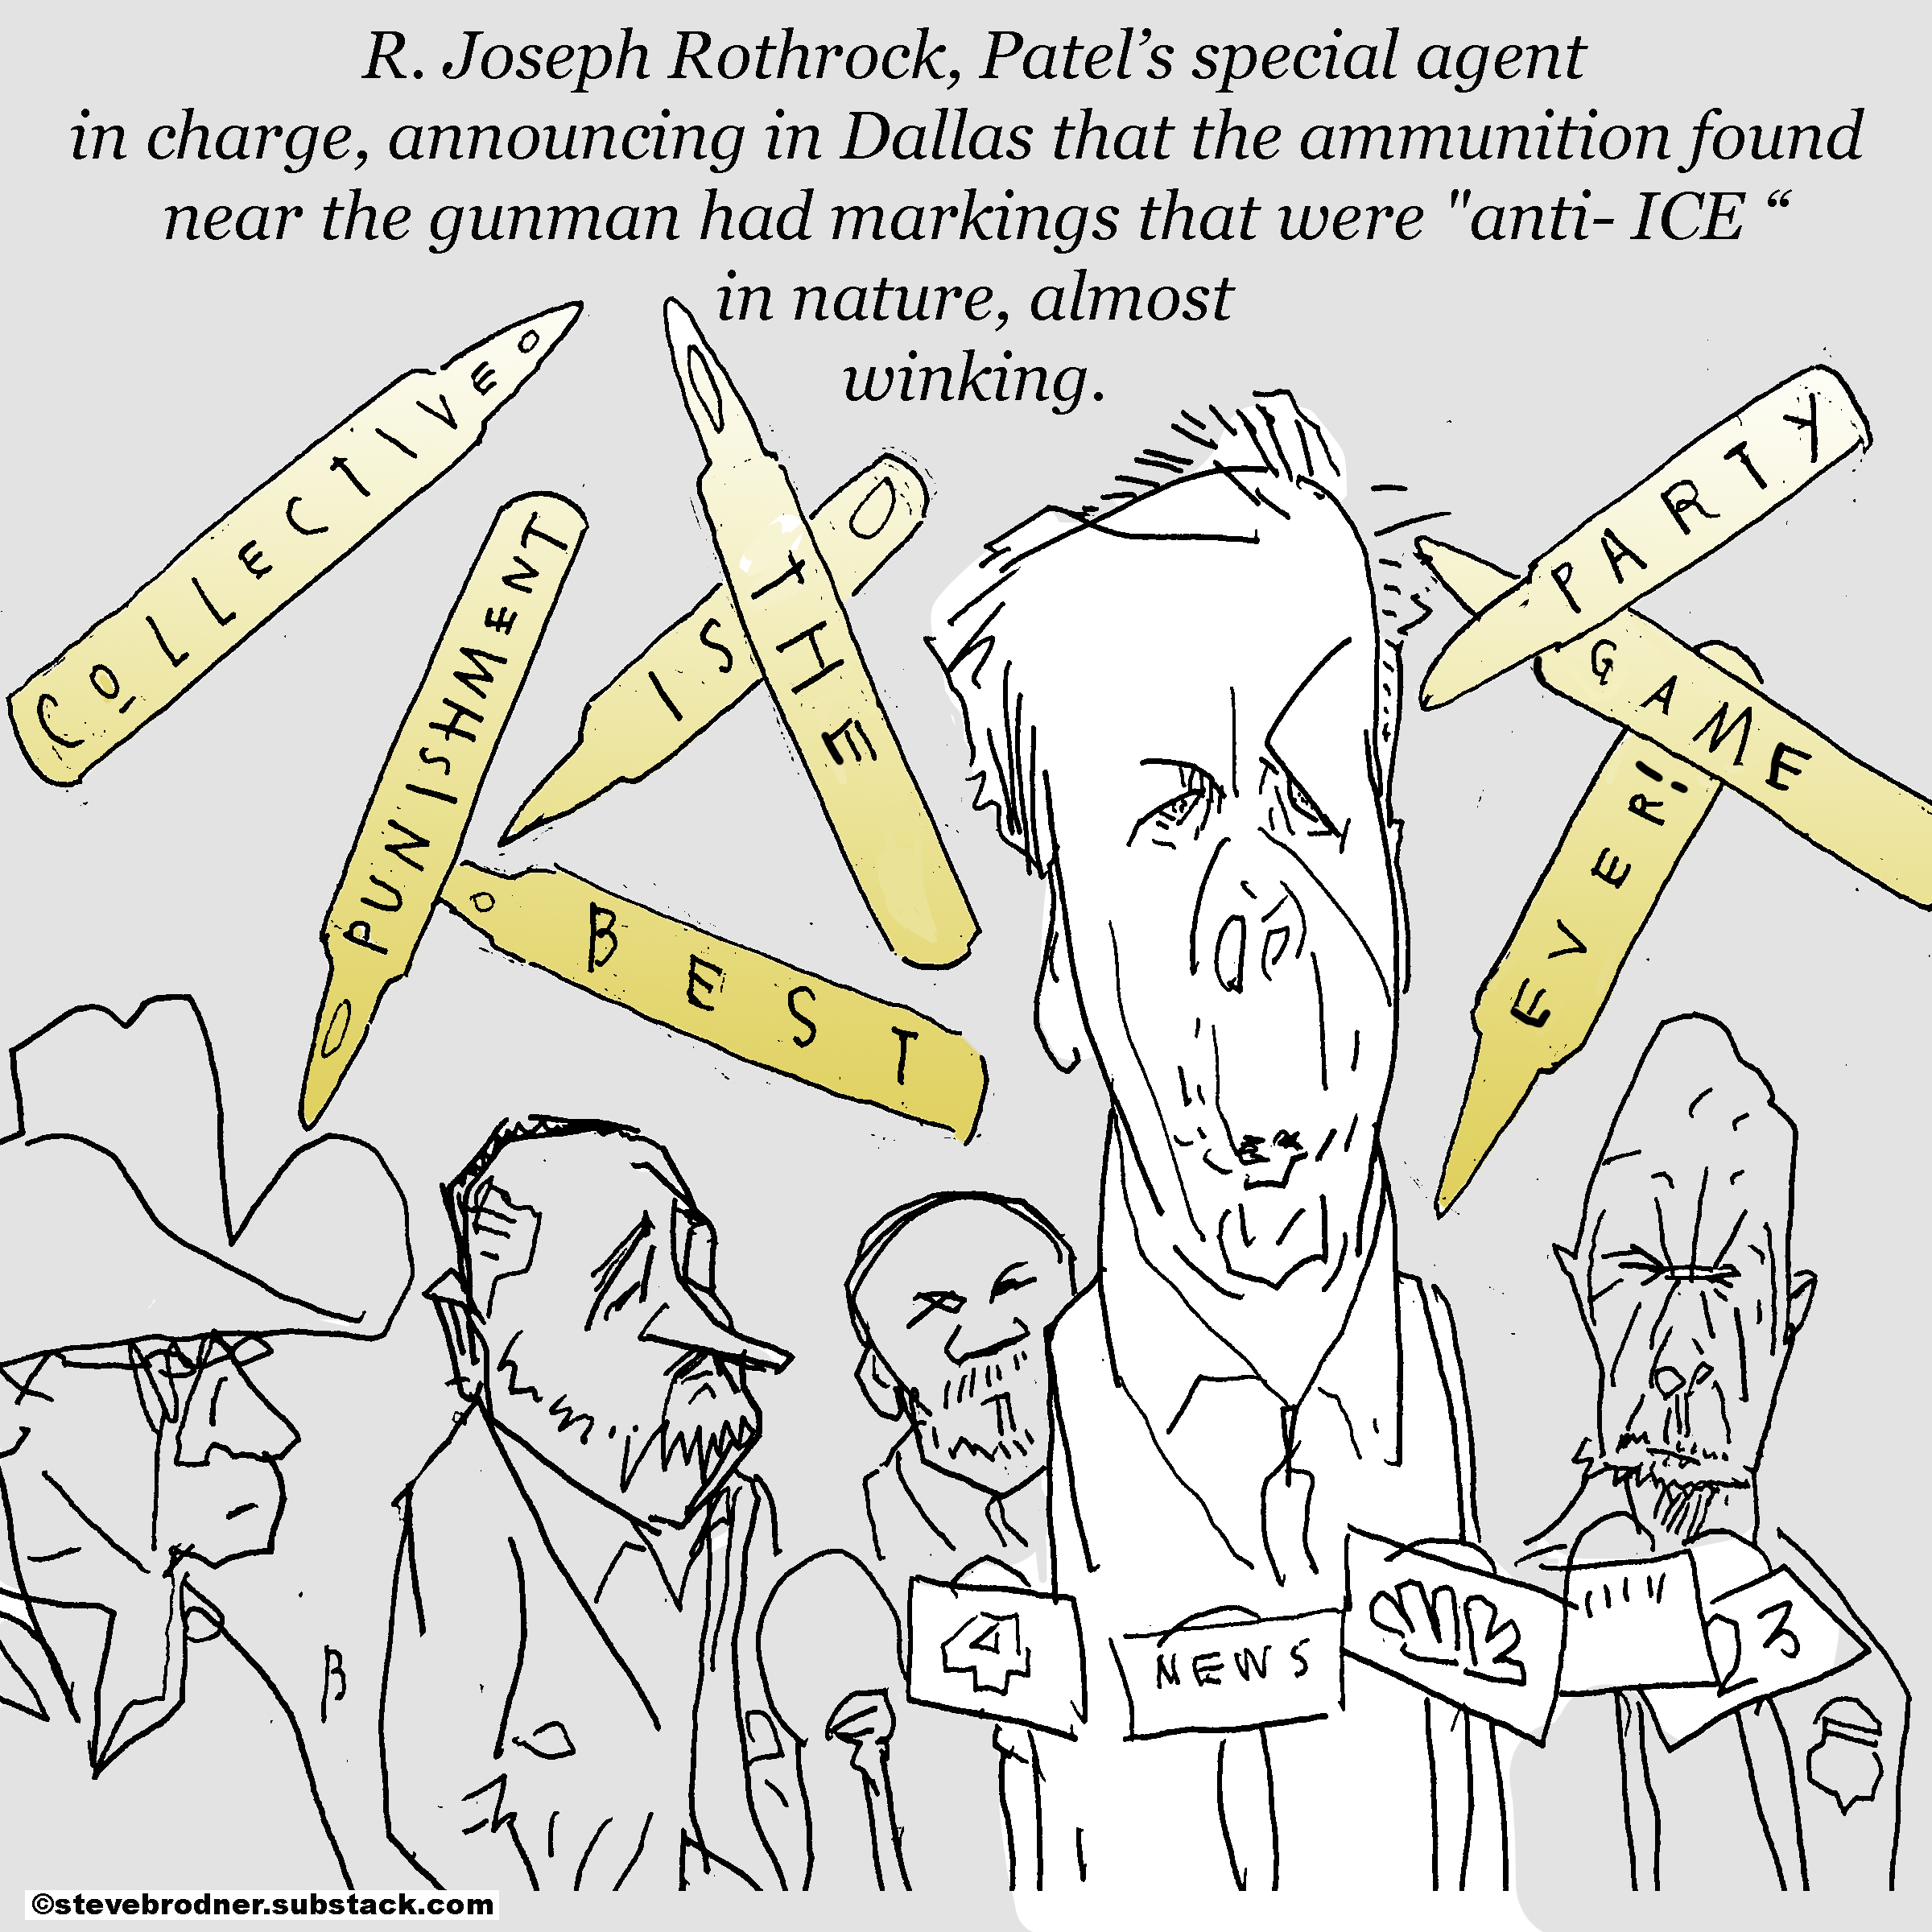 R. Joseph Rothrock, Patel’s special agent
in charge, announcing in Dallas that the ammunition found
near the gunman had markings that were "anti- ICE “
in nature, almost
winking.
COLLECTIVE
PUNISHMENT
IS
THE
BEST
PARTY
GAME
EVER!
4
NEWS
3
B
©stevebrodner.substack.com